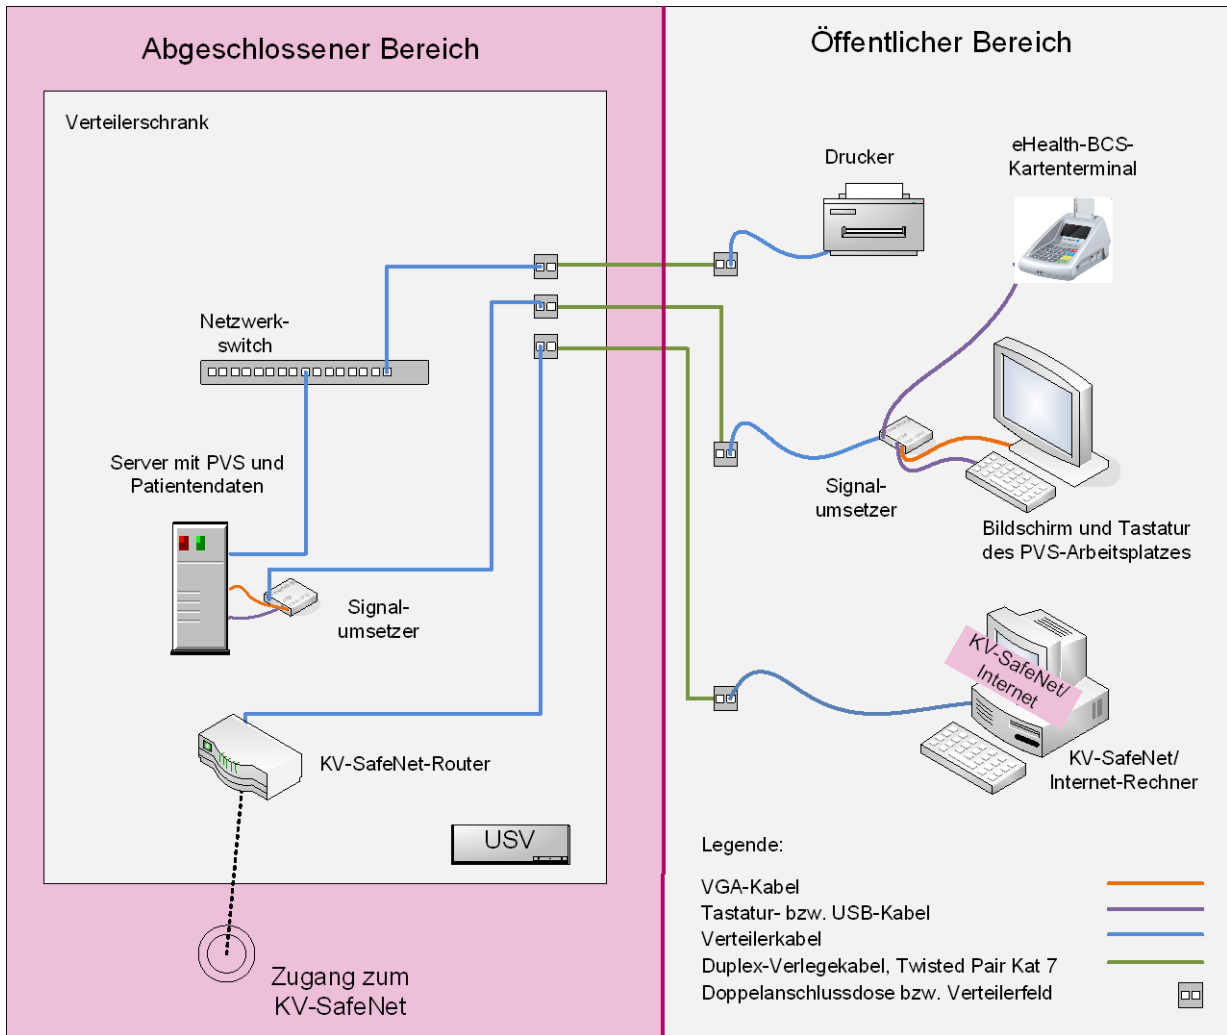 Abgeschlossener Bereich
Öffentlicher Bereich
Verteilerschrank
Drucker
eHealth-BCS-
Kartenterminal
Netzwerk-
switch
Server mit PVS und
Patientendaten
Signal-
umsetzer
Signal-
umsetzer
Bildschirm und Tastatur
des PVS-Arbeitsplatzes
KV-SafeNet/
Internet
KV-SafeNet-Router
KV-SafeNet/
Internet-Rechner
USV
Zugang zum
KV-SafeNet
Legende:
VGA-Kabel
Tastatur- bzw. USB-Kabel
Verteilerkabel
Duplex-Verlegekabel, Twisted Pair Kat 7
Doppelanschlussdose bzw. Verteilerfeld